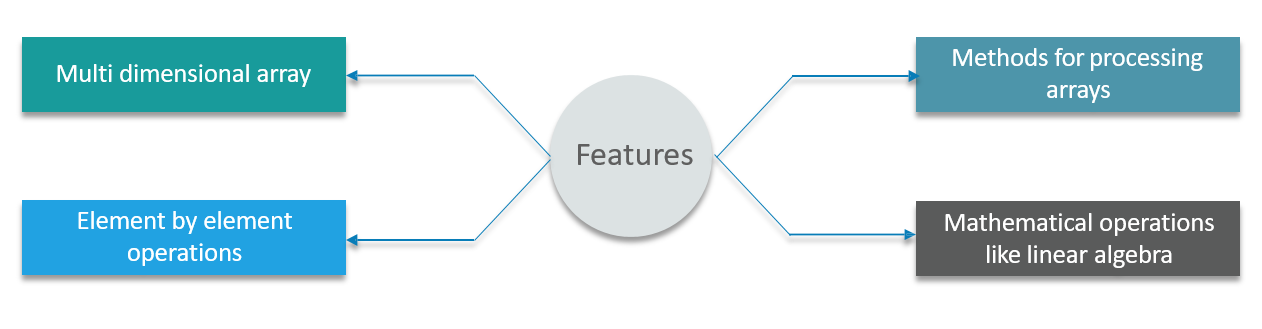 Multi dimensional array
Features
Methods for processing
arrays
Element by element
operations
Mathematical operations
like linear algebra